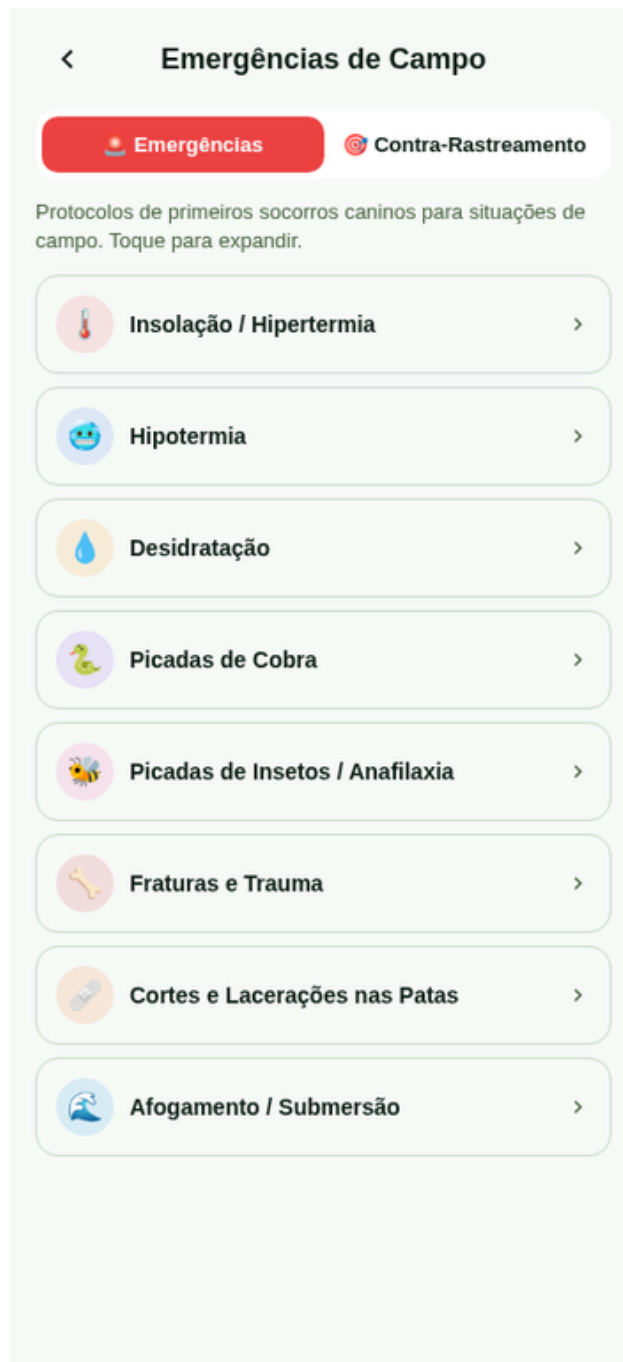 Emergências de Campo
Emergências
Contra-Rastreamento
Protocolos de primeiros socorros caninos para situações de
campo. Toque para expandir.
Insolação / Hipertermia
Hipotermia
Desidratação
Picadas de Cobra
Picadas de Insetos / Anafilaxia
Fraturas e Trauma
Cortes e Lacerações nas Patas
Afogamento / Submersão